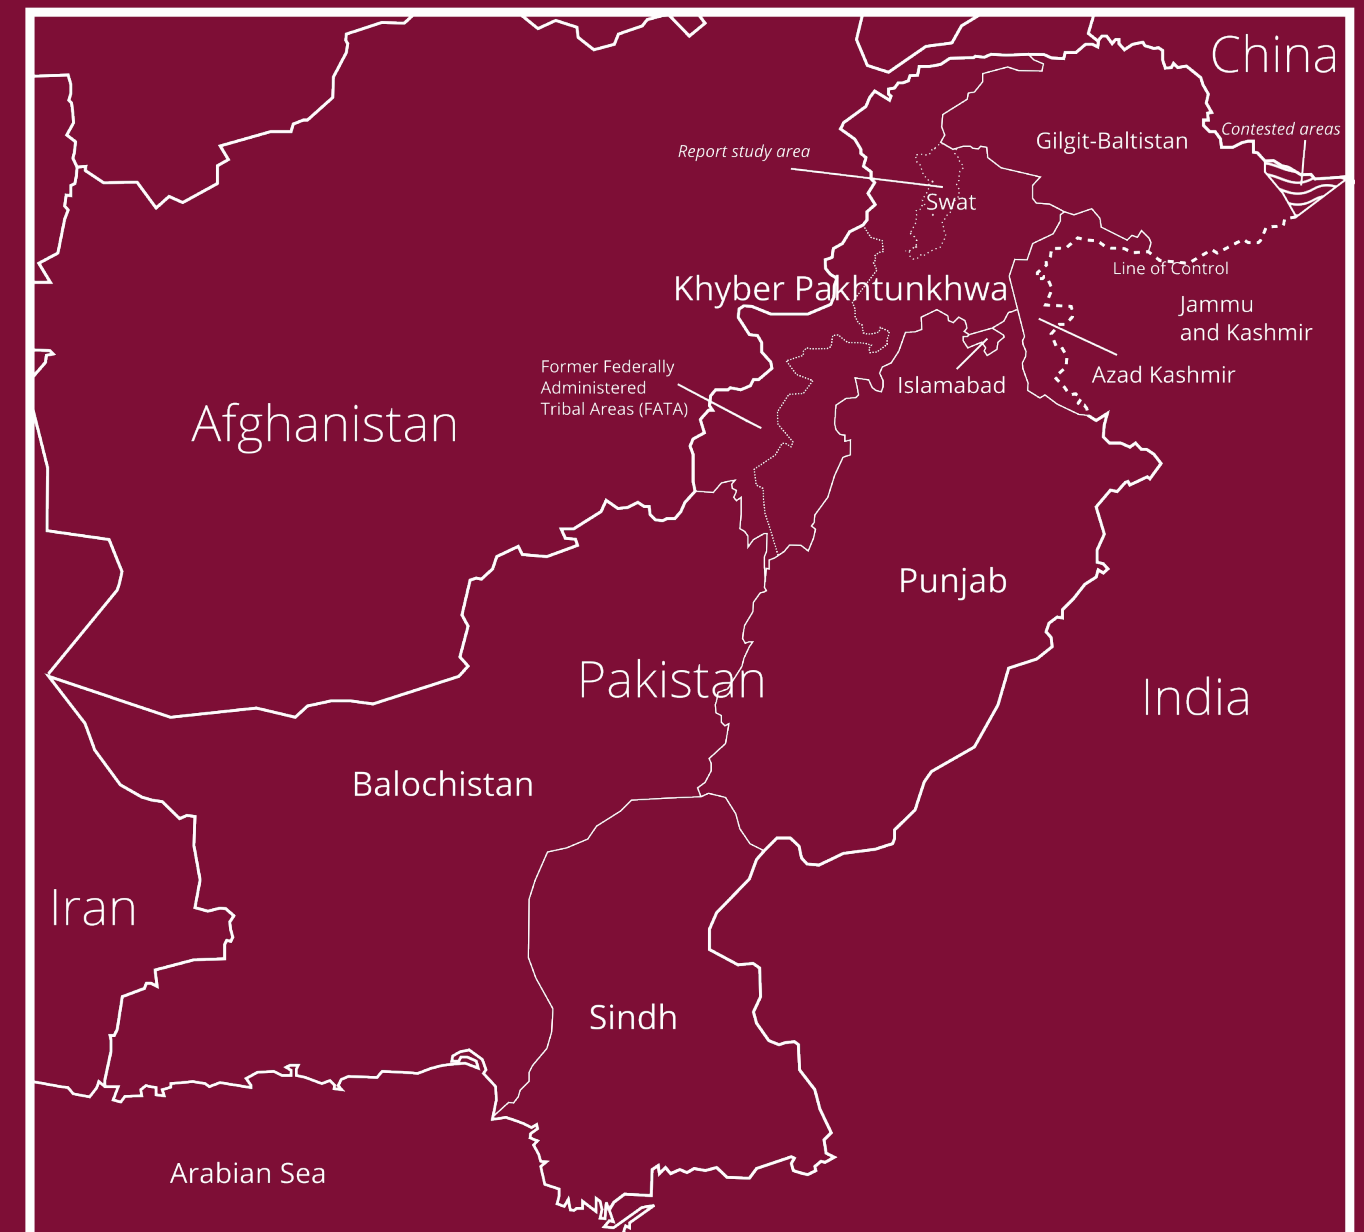 China
Contested areas
Gilgit-Baltistan
Report study area
Swat
Line of Control
Khyber Pakhtunkhwa
Jammu
and Kashmir
Former Federally
Administered
Tribal Areas (FATA)
Islamabad
Azad Kashmir
Afghanistan
Punjab
Pakistan
India
Balochistan
Iran
Sindh
Arabian Sea